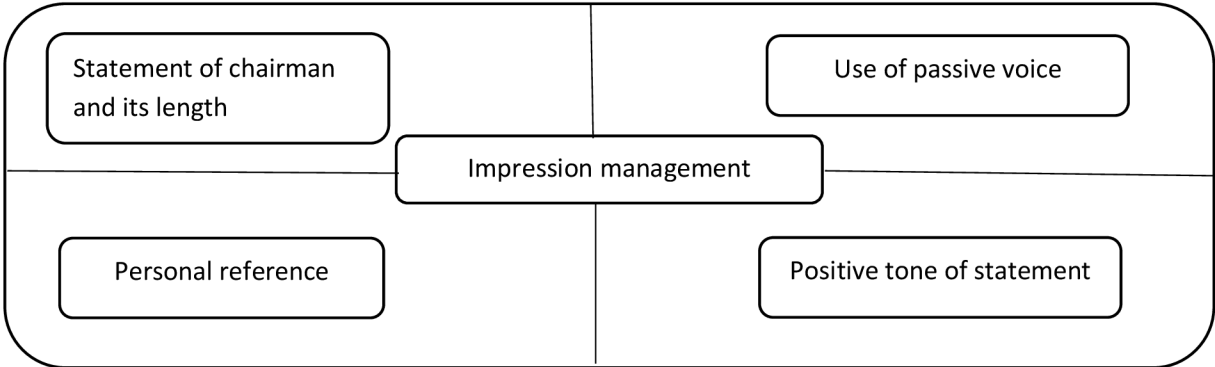 Statement of chairman
and its length
Use of passive voice
Impression management
Personal reference
Positive tone of statement